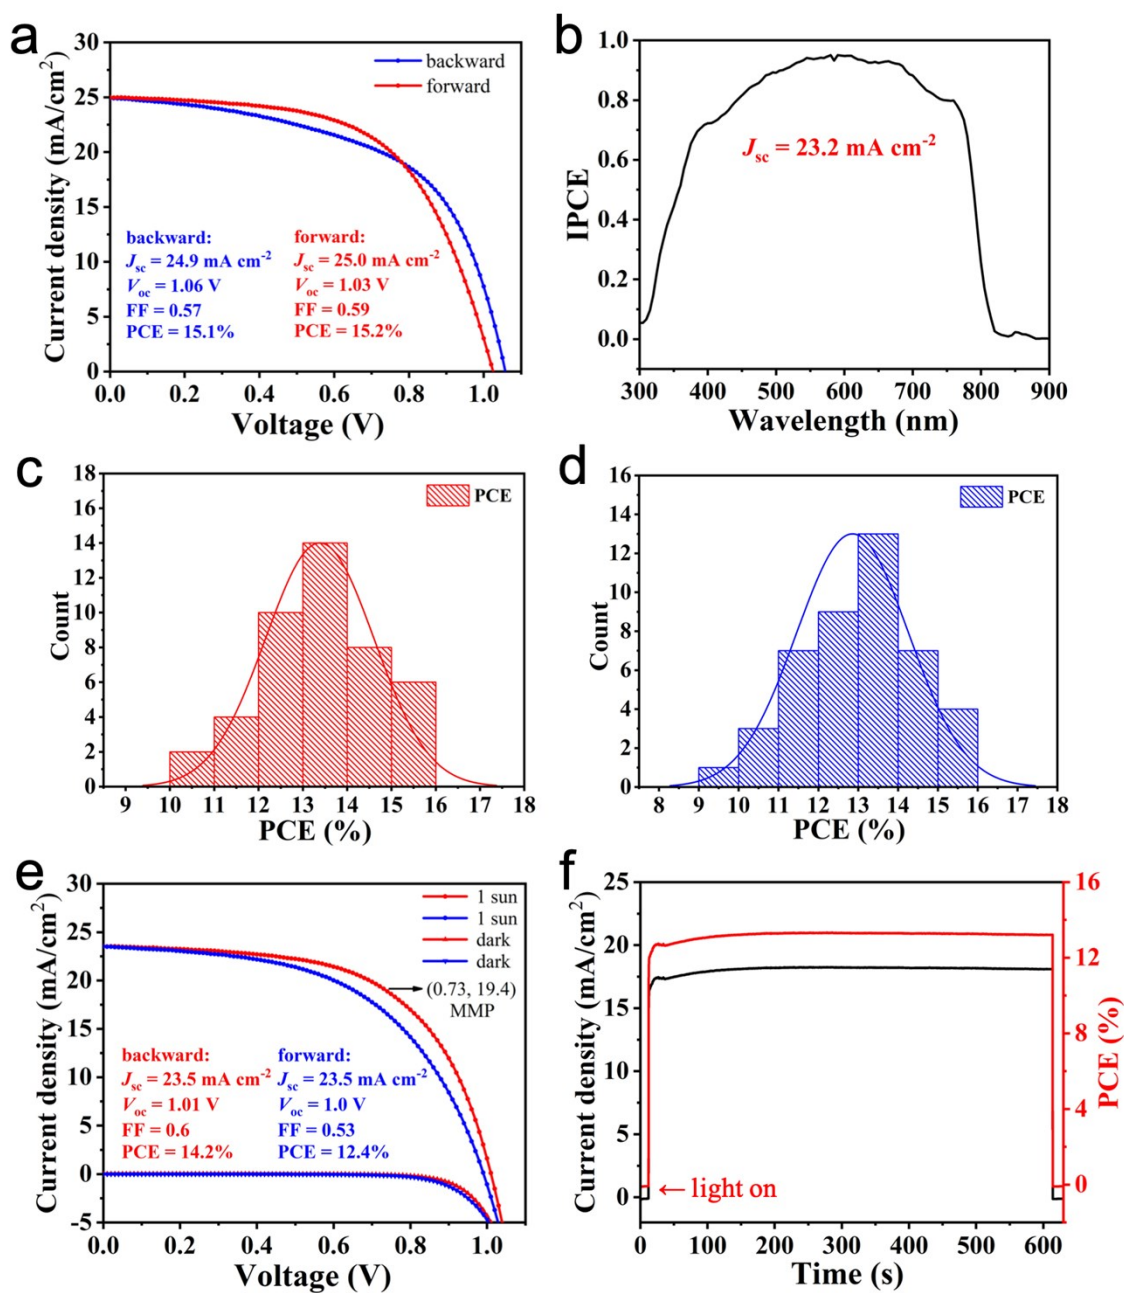 a
30
25
20
15
10
5
0
Current density (mA/cm²)
backward
forward
backward:
Jsc = 24.9 mA cm⁻²
Voc = 1.06 V
FF = 0.57
PCE = 15.1%
forward:
Jsc = 25.0 mA cm⁻²
Voc = 1.03 V
FF = 0.59
PCE = 15.2%
0.0 0.2 0.4 0.6 0.8 1.0
Voltage (V)
b
1.0
0.8
0.6
0.4
0.2
0.0
IPCE
Jsc = 23.2 mA cm⁻²
300 400 500 600 700 800 900
Wavelength (nm)
c
18
16
14
12
10
8
6
4
2
0
Count
PCE
9 10 11 12 13 14 15 16 17 18
PCE (%)
d
16
14
12
10
8
6
4
2
0
Count
PCE
8 9 10 11 12 13 14 15 16 17 18
PCE (%)
e
30
25
20
15
10
5
0
-5
Current density (mA/cm²)
1 sun
1 sun
dark
dark
(0.73, 19.4)
MMP
backward:
Jsc = 23.5 mA cm⁻²
Voc = 1.01 V
FF = 0.6
PCE = 14.2%
forward:
Jsc = 23.5 mA cm⁻²
Voc = 1.0 V
FF = 0.53
PCE = 12.4%
0.0 0.2 0.4 0.6 0.8 1.0
Voltage (V)
f
25
20
15
10
5
0
Current density (mA/cm²)
← light on
16
12
8
4
0
PCE (%)
0 100 200 300 400 500 600
Time (s)